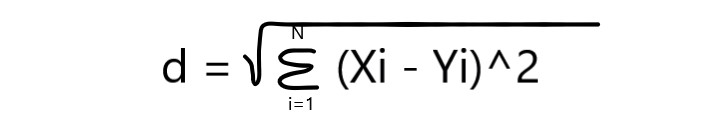 N
d = √∑ (Xi - Yi)^2
i=1